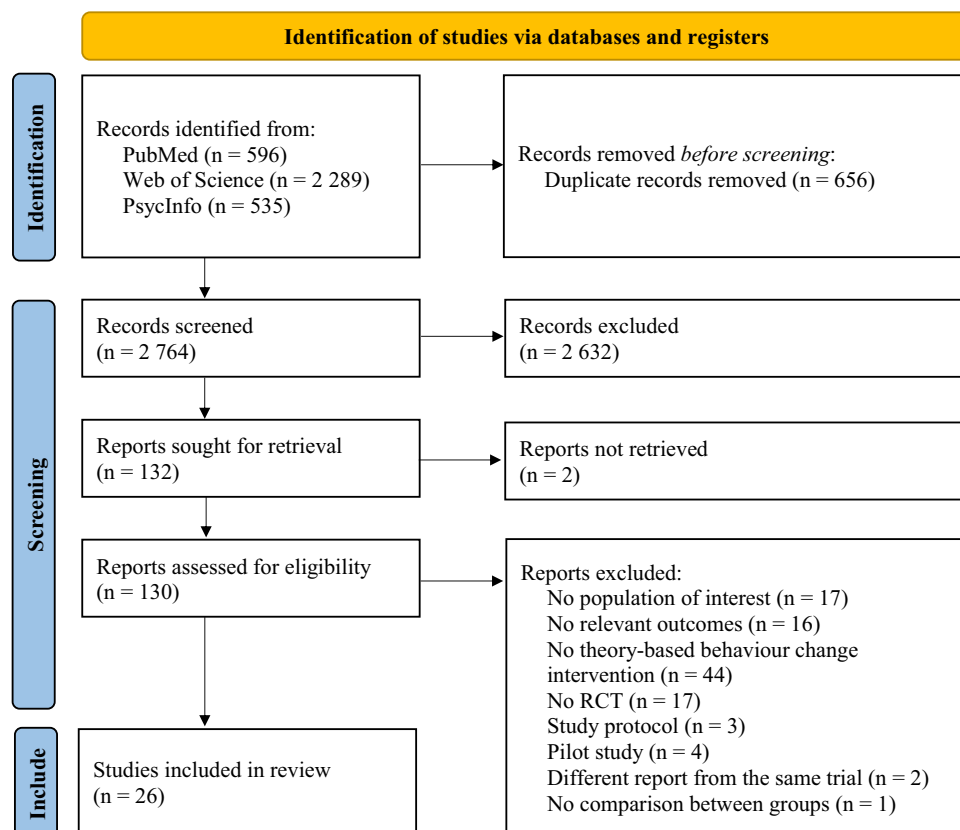 Identification of studies via databases and registers
Identification
Records identified from:
PubMed (n = 596)
Web of Science (n = 2 289)
PsycInfo (n = 535)
Records removed before screening:
Duplicate records removed (n = 656)
Screening
Records screened
(n = 2 764)
Records excluded
(n = 2 632)
Reports sought for retrieval
(n = 132)
Reports not retrieved
(n = 2)
Reports assessed for eligibility
(n = 130)
Reports excluded:
No population of interest (n = 17)
No relevant outcomes (n = 16)
No theory-based behaviour change
intervention (n = 44)
No RCT (n = 17)
Study protocol (n = 3)
Pilot study (n = 4)
Different report from the same trial (n = 2)
No comparison between groups (n = 1)
Include
Studies included in review
(n = 26)